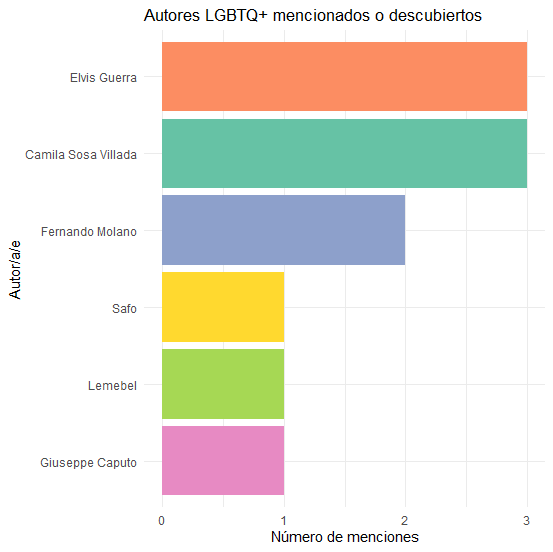 Autores LGBTQ+ mencionados o descubiertos
Autor/a/e
Elvis Guerra
Camila Sosa Villada
Fernando Molano
Safo
Lemebel
Giuseppe Caputo
0 1 2 3
Número de menciones